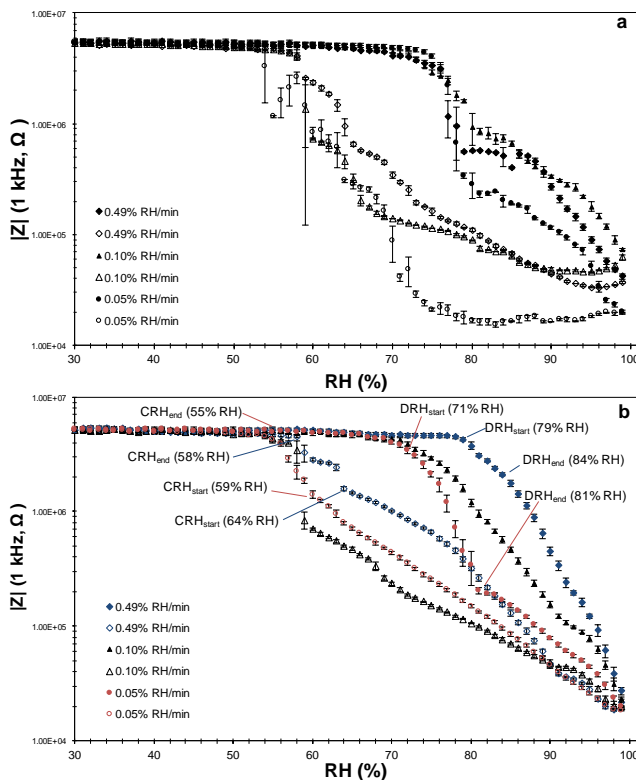 a
1.00E+07
1.00E+06
1.00E+05
1.00E+04
|Z| (1 kHz, Ω)
0.49% RH/min
0.49% RH/min
0.10% RH/min
0.10% RH/min
0.05% RH/min
0.05% RH/min
30 40 50 60 70 80 90 100
RH (%)
b
1.00E+07
1.00E+06
1.00E+05
1.00E+04
|Z| (1 kHz, Ω)
CRHend (55% RH)
CRHend (58% RH)
CRHstart (59% RH)
CRHstart (64% RH)
DRHstart (71% RH)
DRHstart (79% RH)
DRHend (84% RH)
DRHend (81% RH)
0.49% RH/min
0.49% RH/min
0.10% RH/min
0.10% RH/min
0.05% RH/min
0.05% RH/min
30 40 50 60 70 80 90 100
RH (%)